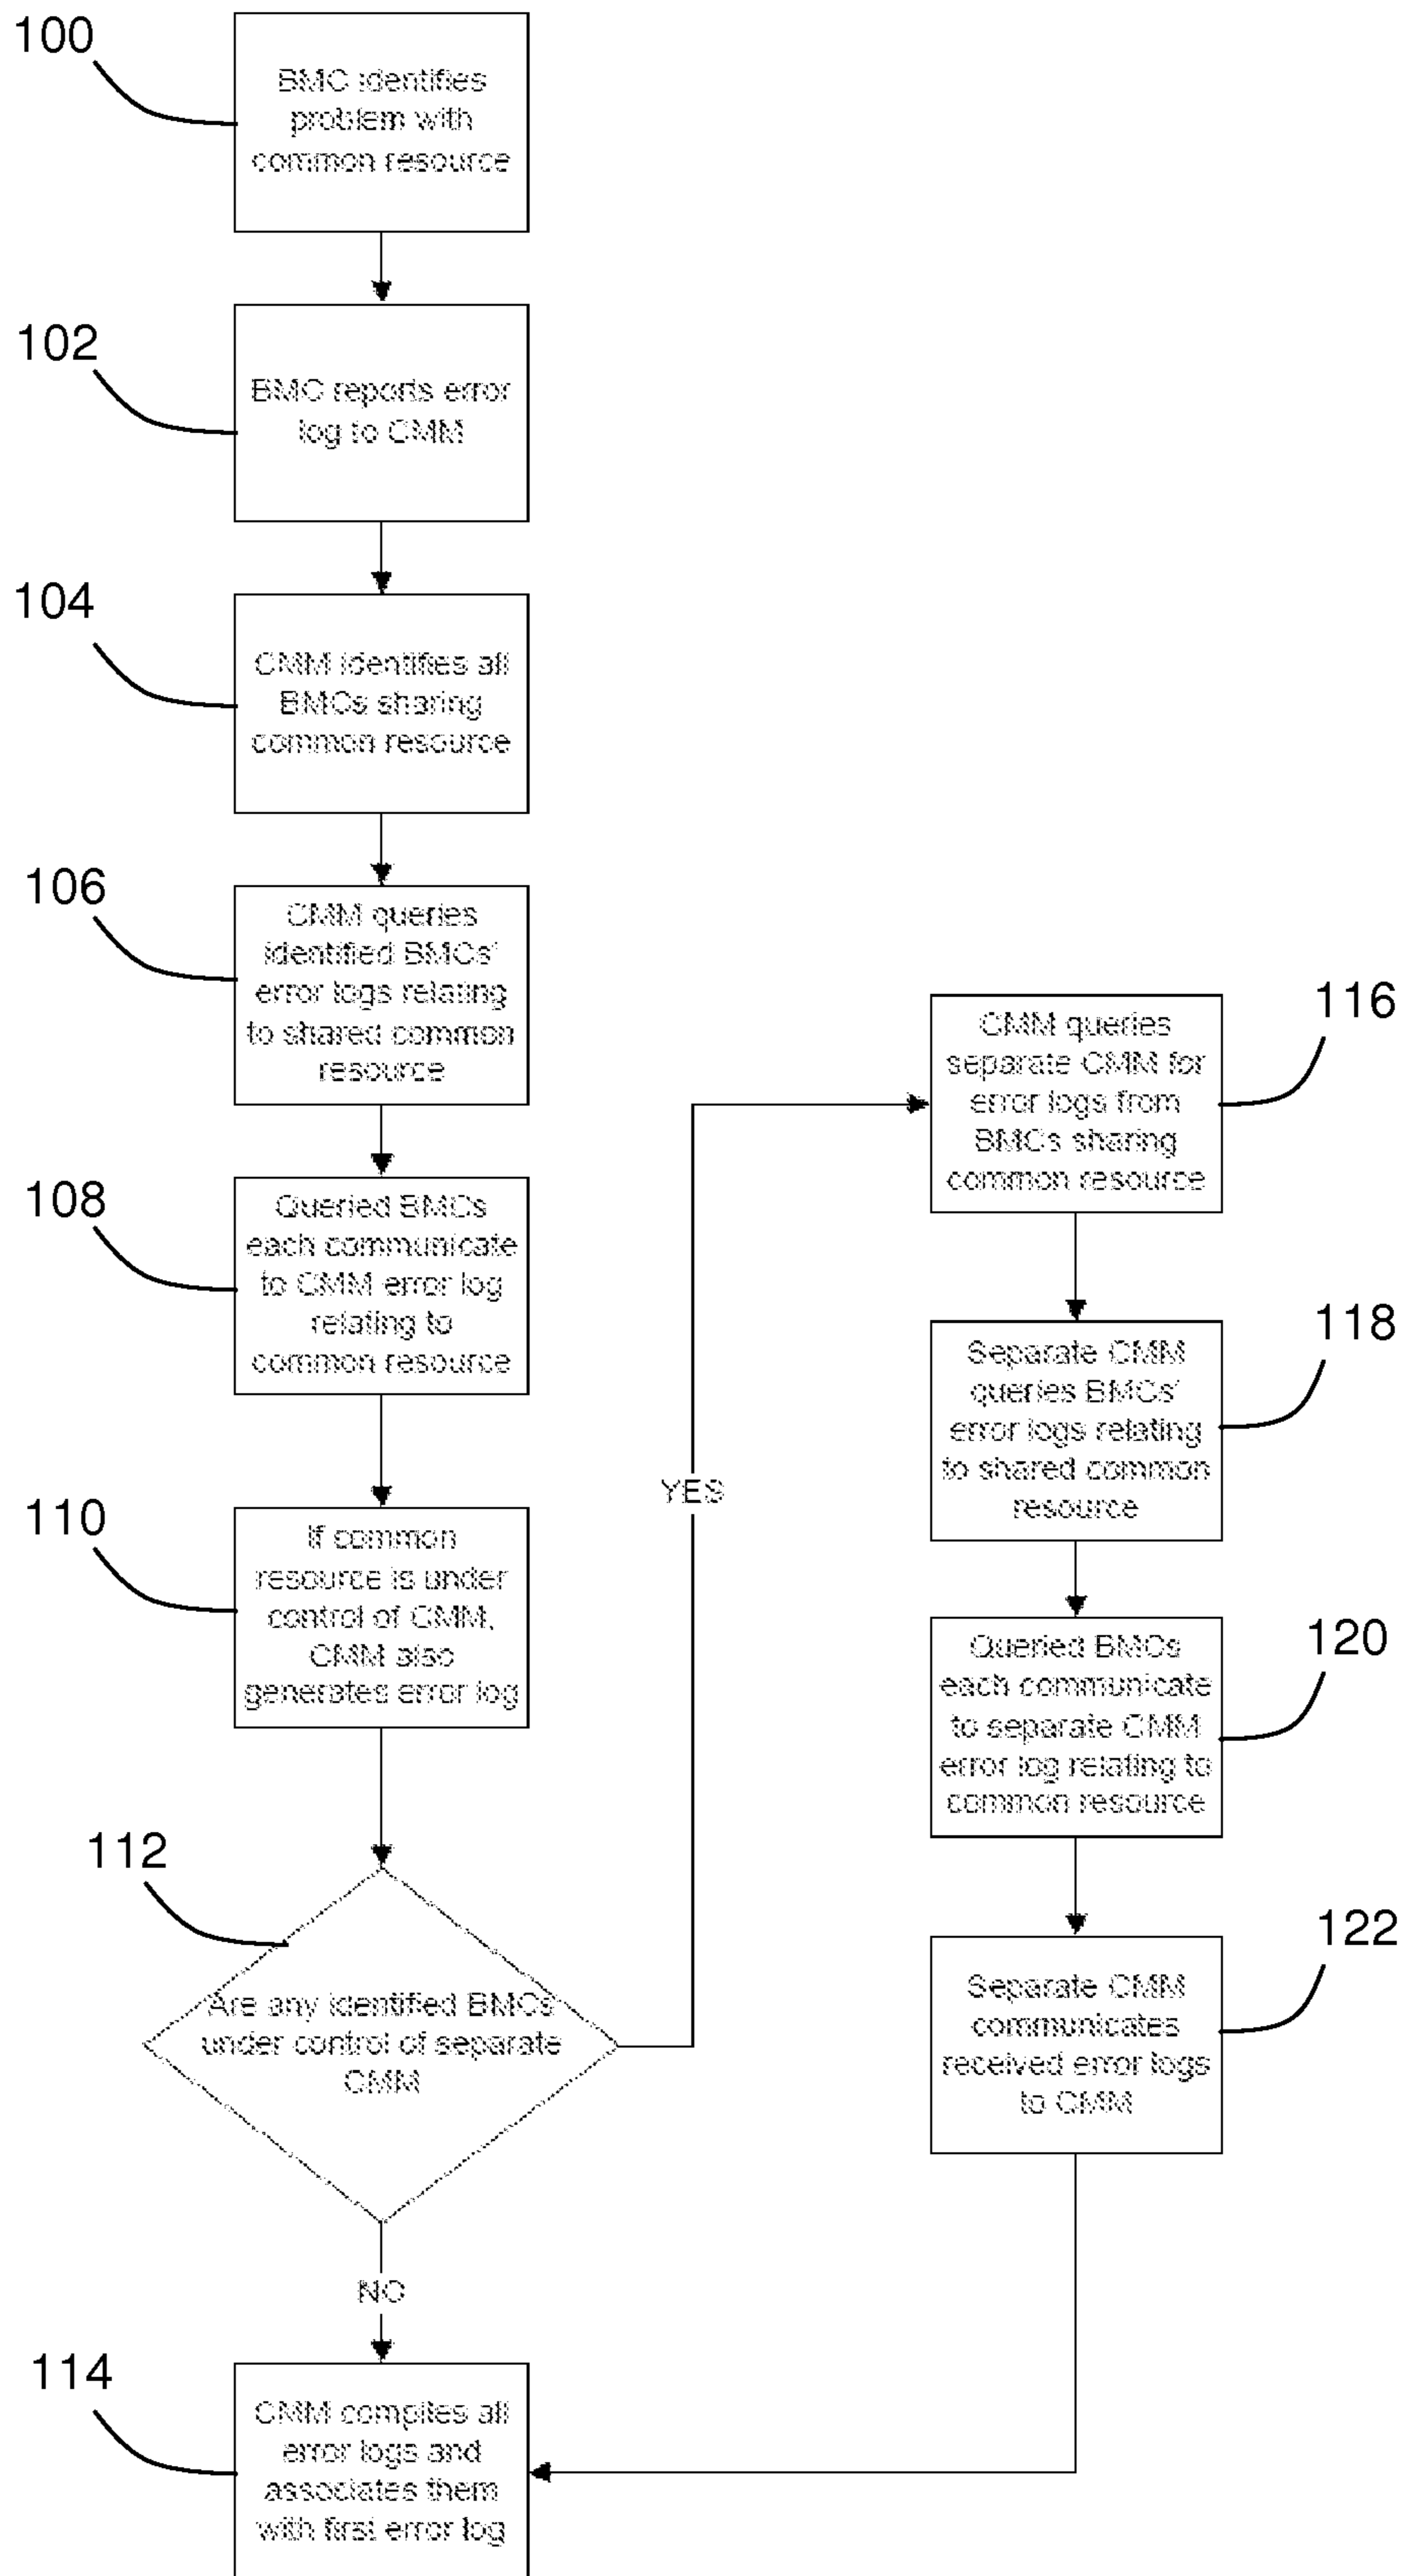 100
BMC identifies
problem with
common resource
102
BMC reports error
log to CMM
104
CMM identifies all
BMCs sharing
common resource
106
CMM queries
identified BMCs'
error logs relating
to shared common
resource
108
Queried BMCs
each communicate
to CMM error log
relating to
common resource
110
If common
resource is under
control of CMM,
CMM also
generates error log
112
Are any identified BMCs
under control of separate
CMM
YES
NO
114
CMM compiles all
error logs and
associates them
with first error log
116
CMM queries
separate CMM for
error logs from
BMCs sharing
common resource
118
Separate CMM
queries BMCs'
error logs relating
to shared common
resource
120
Queried BMCs
each communicate
to separate CMM
error log relating to
common resource
122
Separate CMM
communicates
received error logs
to CMM